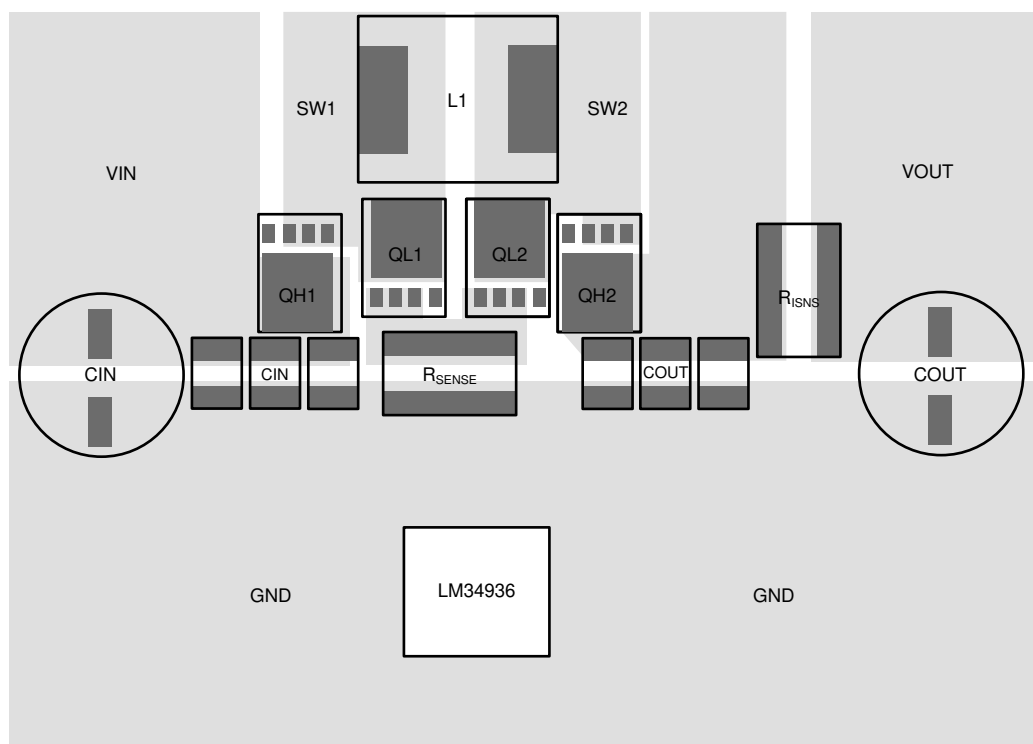 L1
SW1
SW2
VIN
VOUT
QL1
QL2
QH1
QH2
RISNS
CIN
CIN
RSENSE
COUT
COUT
LM34936
GND
GND